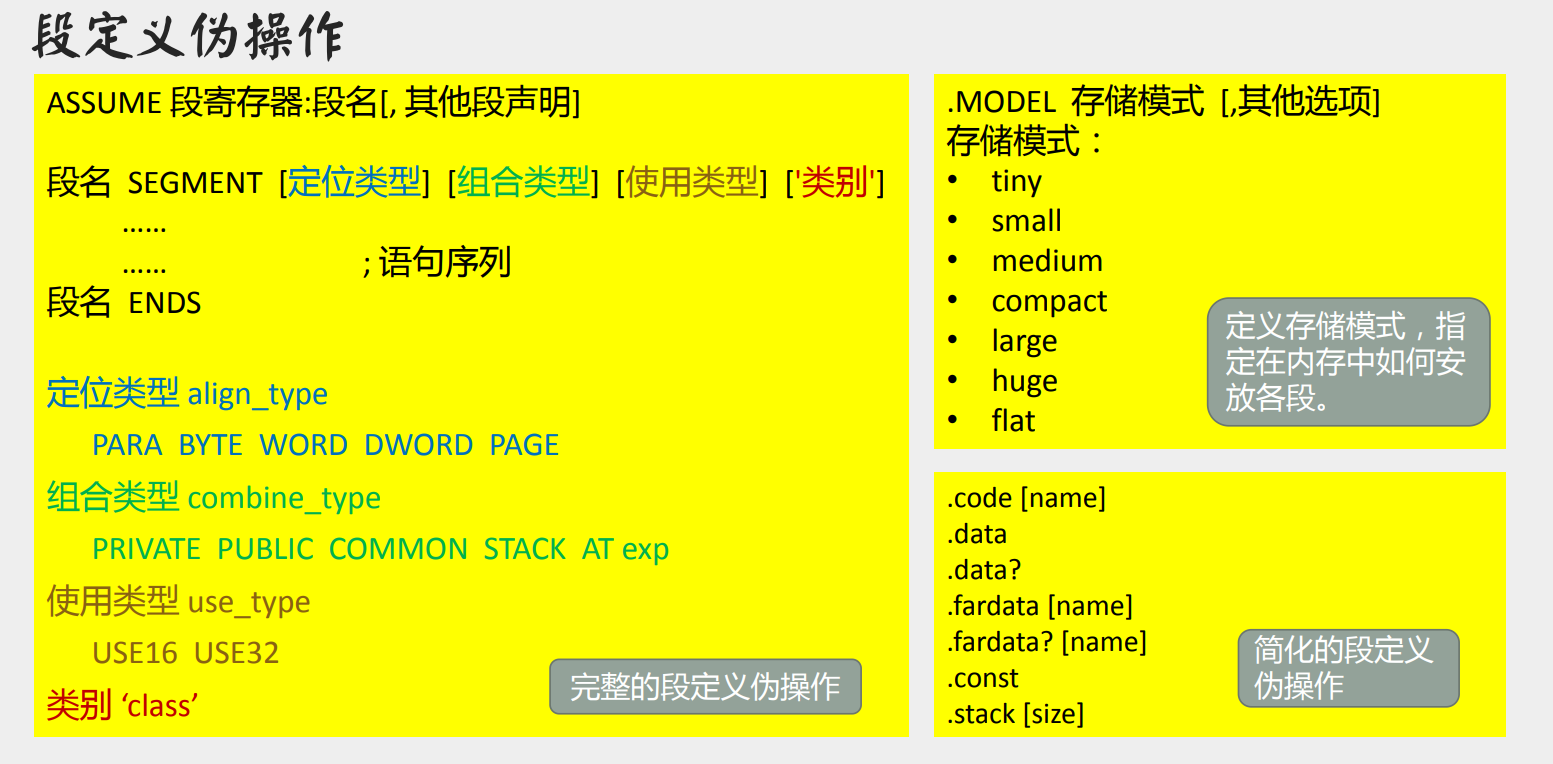 段定义伪操作
ASSUME 段寄存器:段名[, 其他段声明]
段名 SEGMENT [定位类型] [组合类型] [使用类型] ['类别']
……
…… ; 语句序列
段名 ENDS
定位类型 align_type
PARA BYTE WORD DWORD PAGE
组合类型 combine_type
PRIVATE PUBLIC COMMON STACK AT exp
使用类型 use_type
USE16 USE32
类别 ‘class’
完整的段定义伪操作
.MODEL 存储模式 [,其他选项]
存储模式：
• tiny
• small
• medium
• compact
• large
• huge
• flat
定义存储模式，指
定在内存中如何安
放各段。
.code [name]
.data
.data?
.fardata [name]
.fardata? [name]
.const
.stack [size]
简化的段定义
伪操作